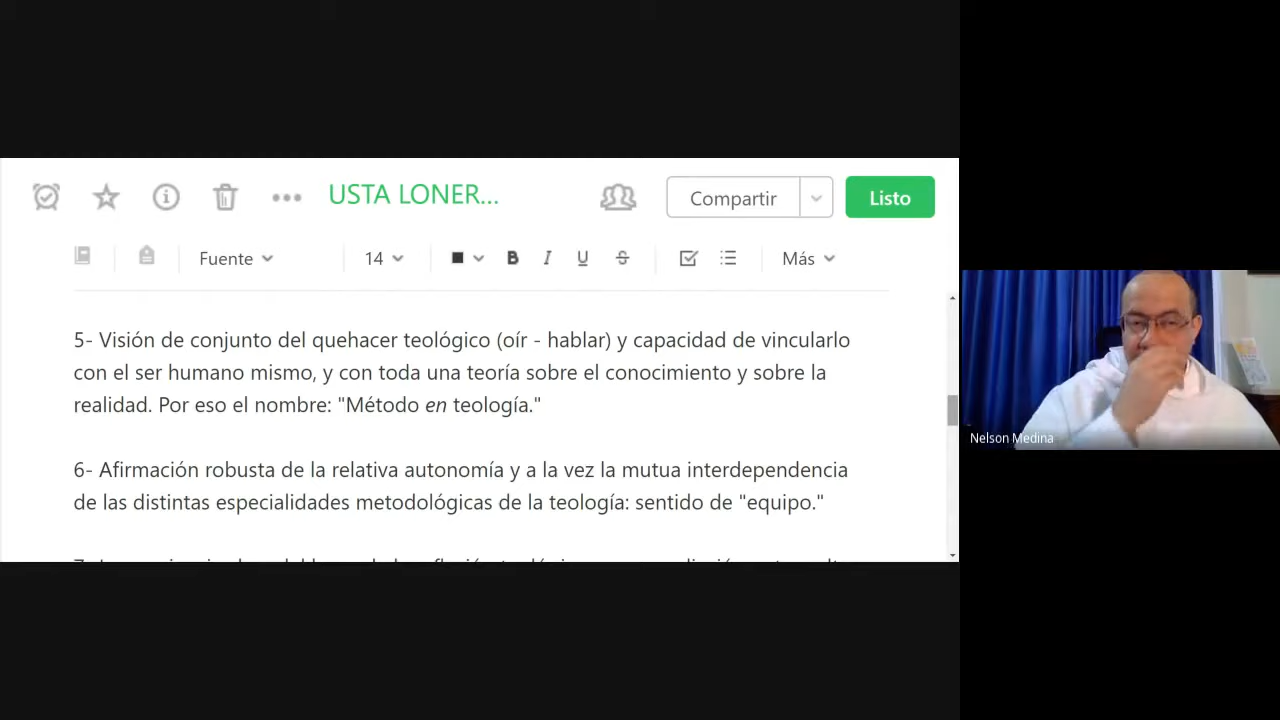 USTA LONER...
Compartir
Listo
Fuente
14
B I U S
Más
5- Visión de conjunto del quehacer teológico (oír - hablar) y capacidad de vincularlo
con el ser humano mismo, y con toda una teoría sobre el conocimiento y sobre la
realidad. Por eso el nombre: "Método en teología."
6- Afirmación robusta de la relativa autonomía y a la vez la mutua interdependencia
de las distintas especialidades metodológicas de la teología: sentido de "equipo."
Nelson Medina